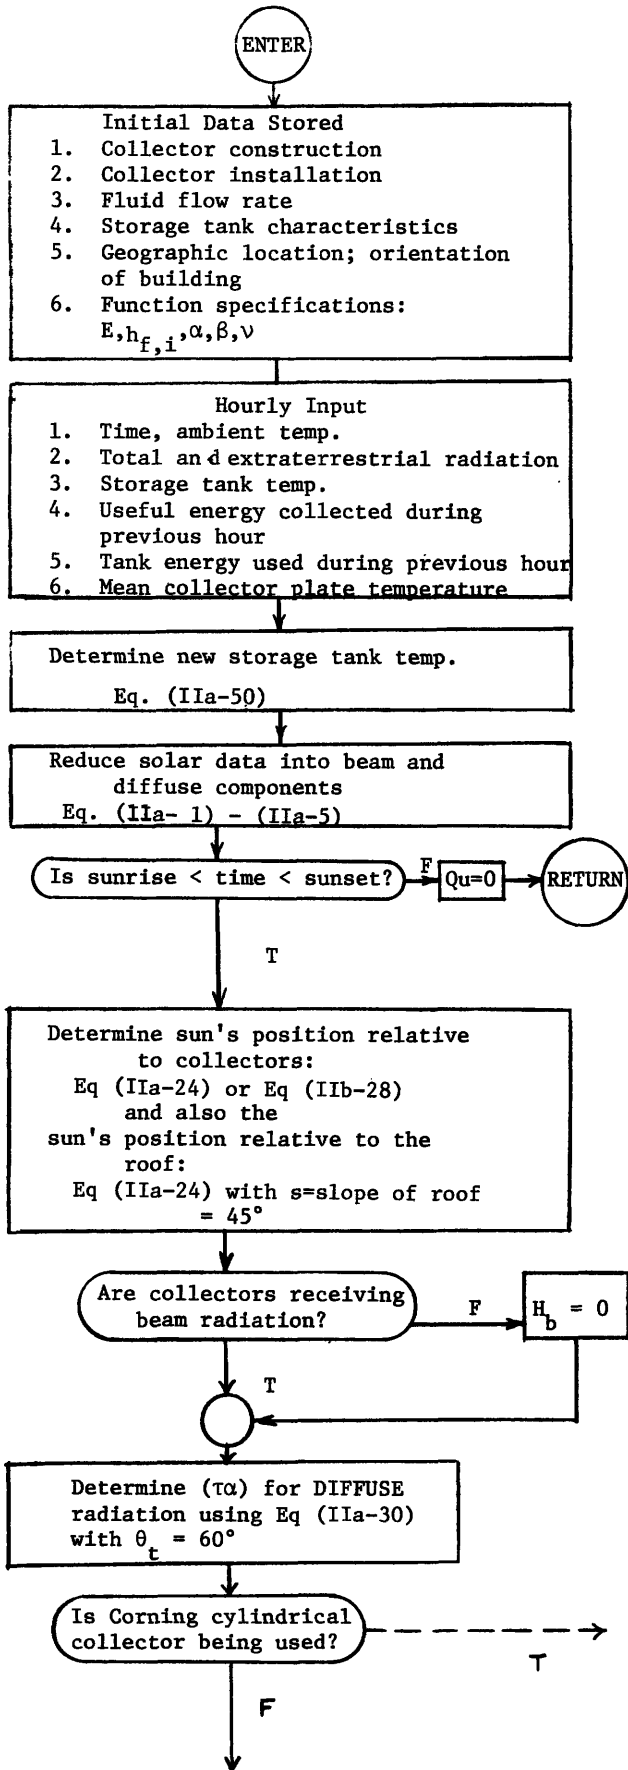 ENTER
Initial Data Stored
1. Collector construction
2. Collector installation
3. Fluid flow rate
4. Storage tank characteristics
5. Geographic location; orientation
of building
6. Function specifications:
E,h_{f,i},α,β,ν
Hourly Input
1. Time, ambient temp.
2. Total and extraterrestrial radiation
3. Storage tank temp.
4. Useful energy collected during
previous hour
5. Tank energy used during previous hour
6. Mean collector plate temperature
Determine new storage tank temp.
Eq. (IIa-50)
Reduce solar data into beam and
diffuse components
Eq. (IIa- 1) - (IIa-5)
Is sunrise < time < sunset?
F
Qu=0
RETURN
T
Determine sun's position relative
to collectors:
Eq (IIa-24) or Eq (IIb-28)
and also the
sun's position relative to the
roof:
Eq (IIa-24) with s=slope of roof
= 45°
Are collectors receiving
beam radiation?
F
H_b = 0
T
Determine (τα) for DIFFUSE
radiation using Eq (IIa-30)
with θ_t = 60°
Is Corning cylindrical
collector being used?
T
F